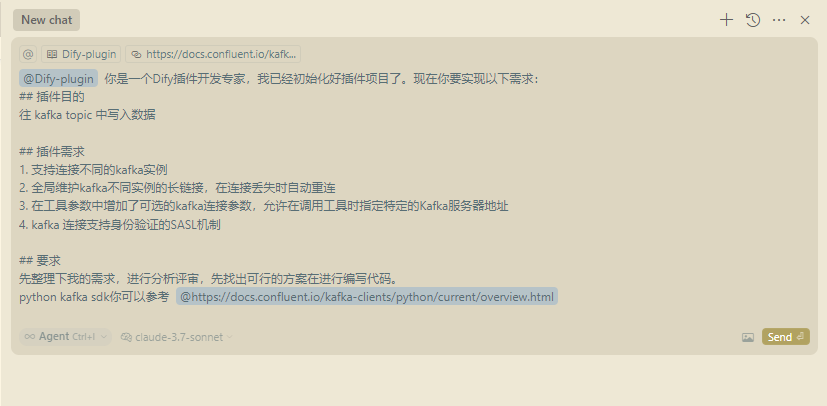 New chat
@ Dify-plugin https://docs.confluent.io/kafk...
@Dify-plugin 你是一个Dify插件开发专家，我已经初始化好插件项目了。现在你要实现以下需求：
## 插件目的
往 kafka topic 中写入数据
## 插件需求
1. 支持连接不同的kafka实例
2. 全局维护kafka不同实例的长链接，在连接丢失时自动重连
3. 在工具参数中增加了可选的kafka连接参数，允许在调用工具时指定特定的Kafka服务器地址
4. kafka 连接支持身份验证的SASL机制
## 要求
先整理下我的需求，进行分析评审，先找出可行的方案在进行编写代码。
python kafka sdk你可以参考 @https://docs.confluent.io/kafka-clients/python/current/overview.html
Agent Ctrl+I claude-3.7-sonnet Send